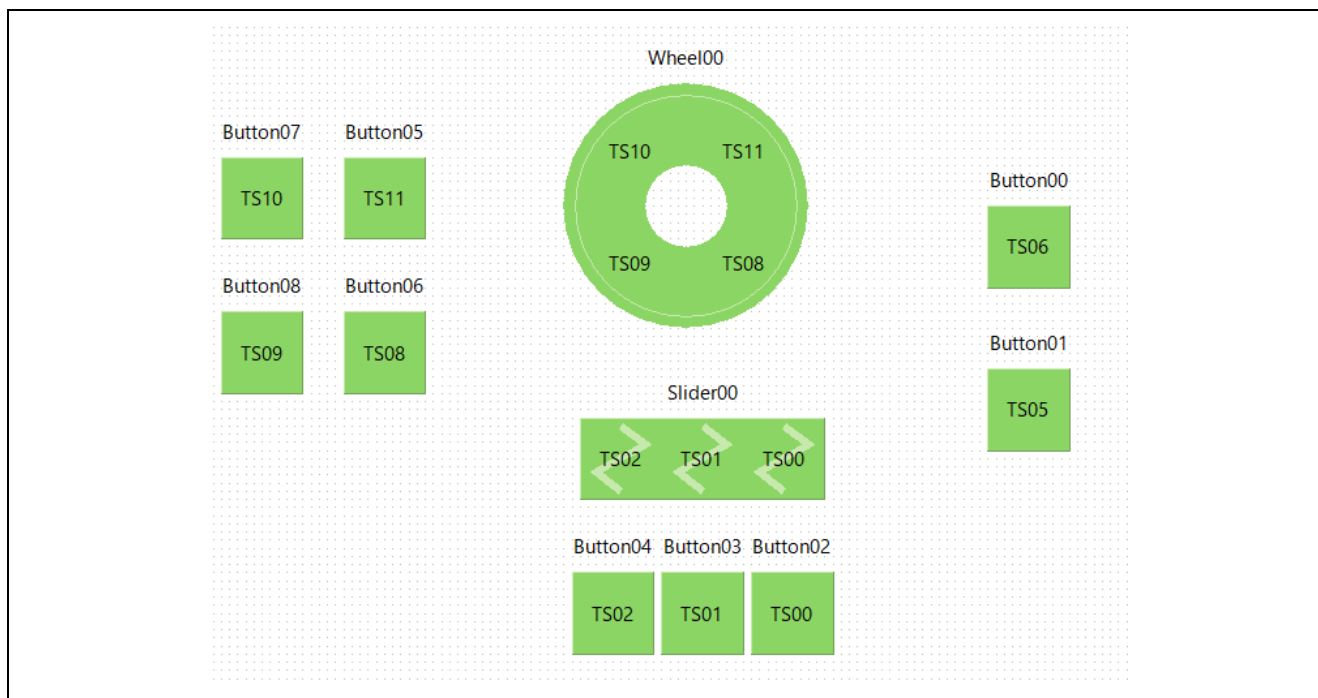 Wheel00
TS10 TS11
TS09 TS08
Button07 Button05
TS10 TS11
Button08 Button06
TS09 TS08
Button00
TS06
Button01
TS05
Slider00
TS02 TS01 TS00
Button04 Button03 Button02
TS02 TS01 TS00